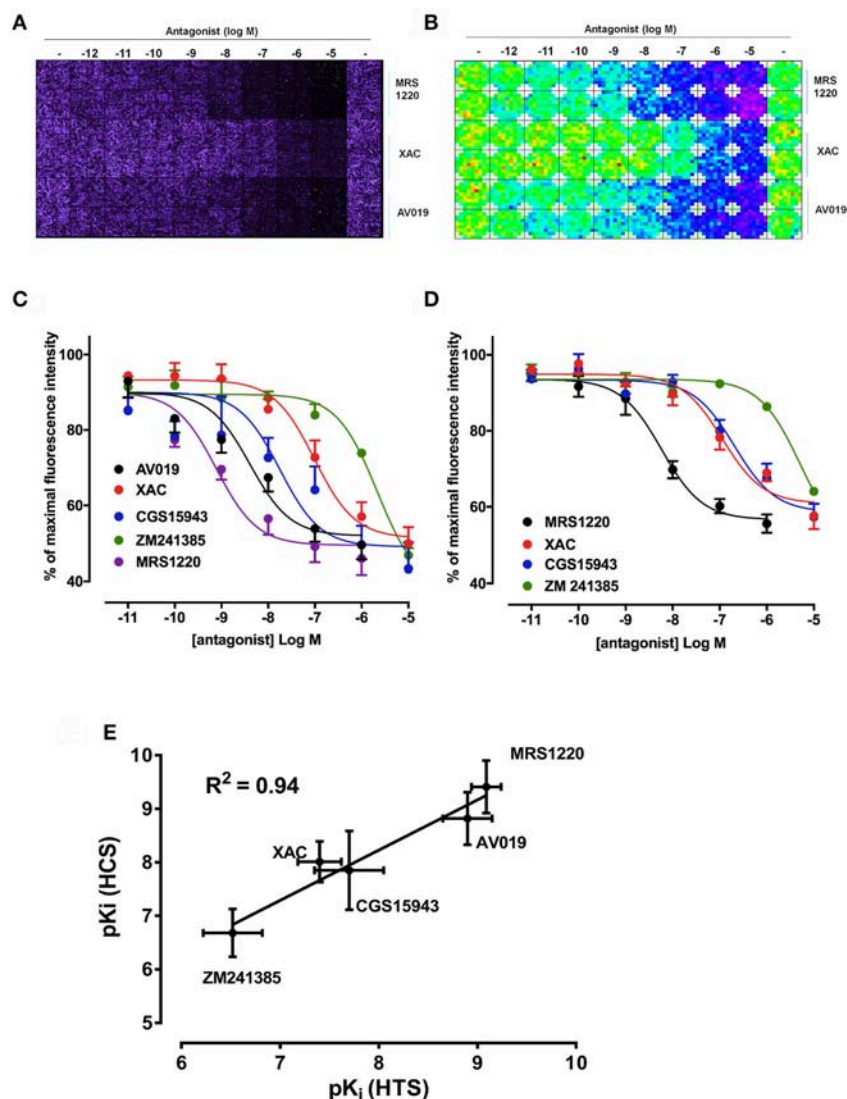 A
Antagonist (log M)
- -12 -11 -10 -9 -8 -7 -6 -5 -
MRS
1220
XAC
AV019
B
Antagonist (log M)
- -12 -11 -10 -9 -8 -7 -6 -5 -
MRS
1220
XAC
AV019
C
% of maximal fluorescence intensity
100
80
60
40
AV019
XAC
CGS15943
ZM241385
MRS1220
-11 -10 -9 -8 -7 -6 -5
[antagonist] Log M
D
% of maximal fluorescence intensity
100
80
60
40
MRS1220
XAC
CGS15943
ZM 241385
-11 -10 -9 -8 -7 -6 -5
[antagonist] Log M
E
pKi (HCS)
10
9
8
7
6
5
R² = 0.94
MRS1220
AV019
XAC
CGS15943
ZM241385
6 7 8 9 10
pKi (HTS)